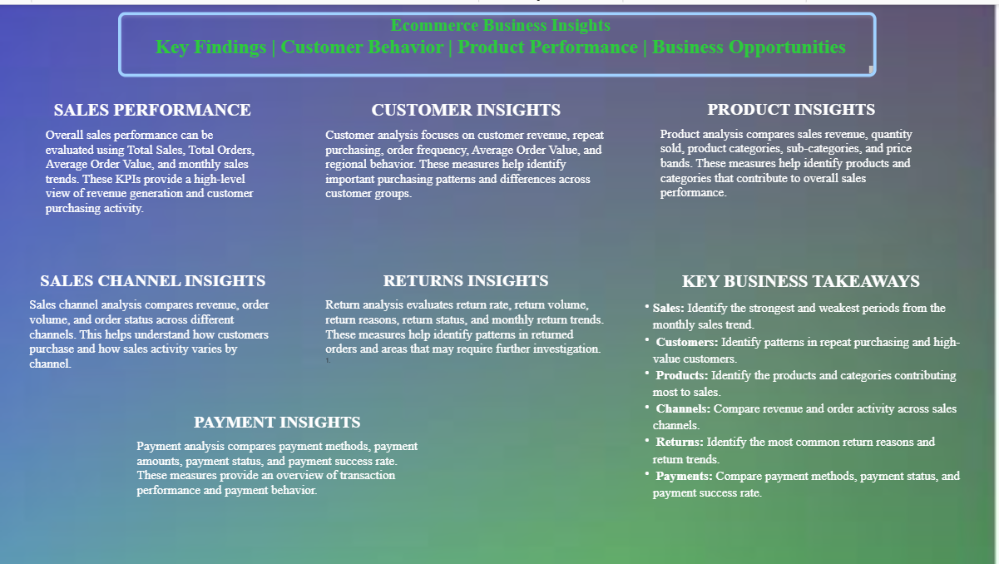 Ecommerce Business Insights
Key Findings | Customer Behavior | Product Performance | Business Opportunities
SALES PERFORMANCE
Overall sales performance can be
evaluated using Total Sales, Total Orders,
Average Order Value, and monthly sales
trends. These KPIs provide a high-level
view of revenue generation and customer
purchasing activity.
CUSTOMER INSIGHTS
Customer analysis focuses on customer revenue, repeat
purchasing, order frequency, Average Order Value, and
regional behavior. These measures help identify
important purchasing patterns and differences across
customer groups.
PRODUCT INSIGHTS
Product analysis compares sales revenue, quantity
sold, product categories, sub-categories, and price
bands. These measures help identify products and
categories that contribute to overall sales
performance.
SALES CHANNEL INSIGHTS
Sales channel analysis compares revenue, order
volume, and order status across different
channels. This helps understand how customers
purchase and how sales activity varies by
channel.
RETURNS INSIGHTS
Return analysis evaluates return rate, return volume,
return reasons, return status, and monthly return trends.
These measures help identify patterns in returned
orders and areas that may require further investigation.
1.
KEY BUSINESS TAKEAWAYS
• Sales: Identify the strongest and weakest periods from the
monthly sales trend.
• Customers: Identify patterns in repeat purchasing and high-
value customers.
• Products: Identify the products and categories contributing
most to sales.
• Channels: Compare revenue and order activity across sales
channels.
• Returns: Identify the most common return reasons and
return trends.
• Payments: Compare payment methods, payment status, and
payment success rate.
PAYMENT INSIGHTS
Payment analysis compares payment methods, payment
amounts, payment status, and payment success rate.
These measures provide an overview of transaction
performance and payment behavior.